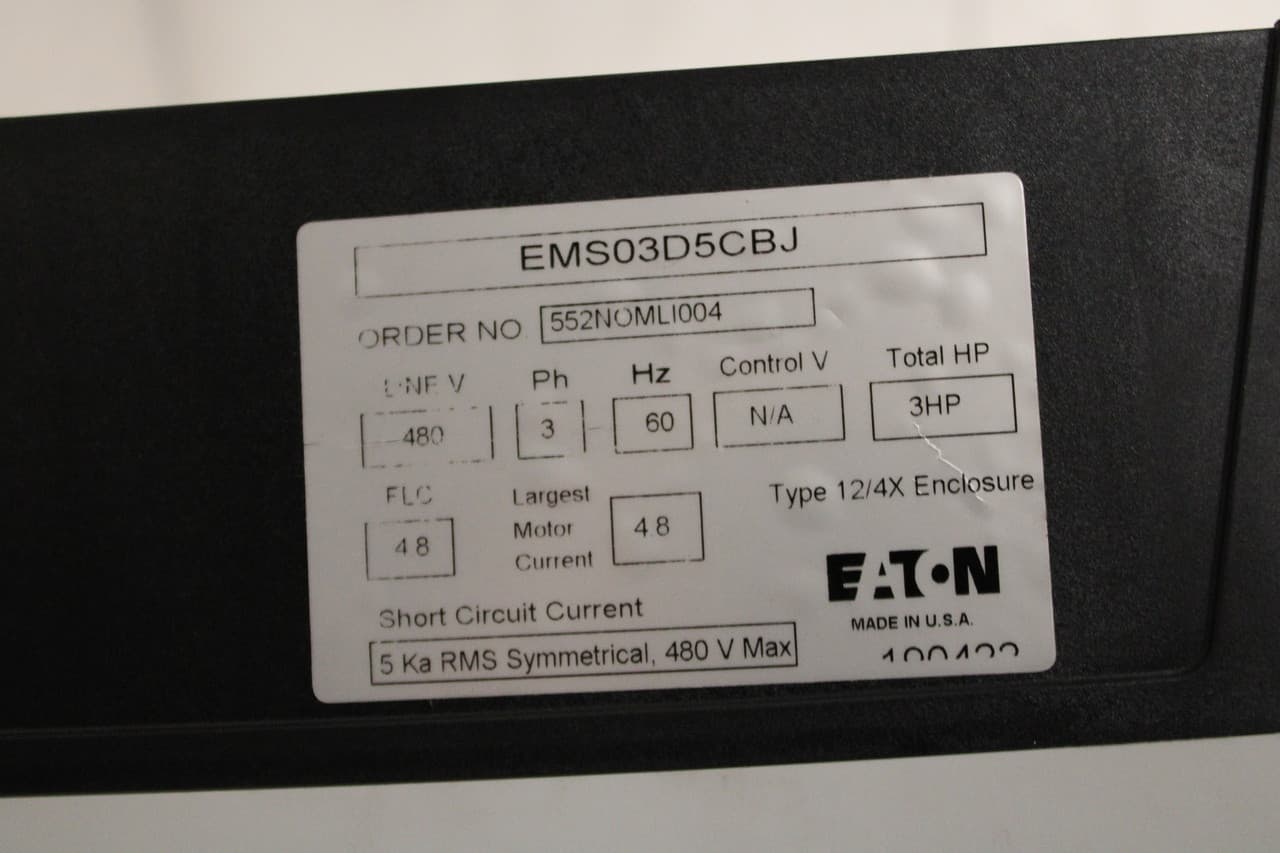 EMS03D5CBJ
ORDER NO 552NOMLI004
LINE V Ph Hz Control V Total HP
480 3 60 N/A 3HP
FLC Largest Motor Current Type 12/4X Enclosure
4.8 4.8
EATON
MADE IN U.S.A.
Short Circuit Current
5 Ka RMS Symmetrical, 480 V Max